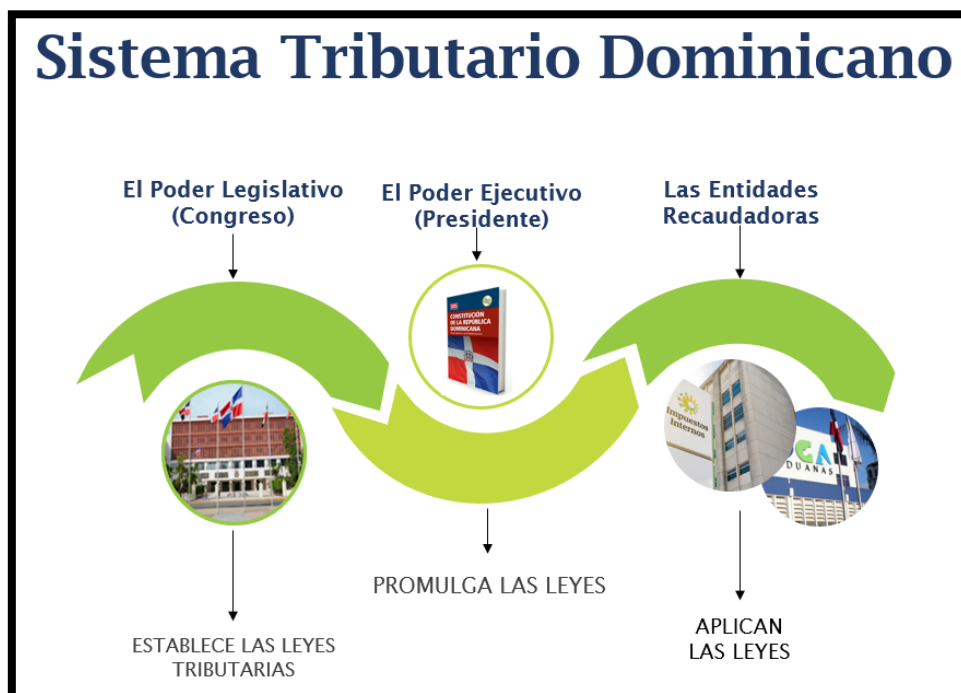 Sistema Tributario Dominicano
El Poder Legislativo
(Congreso)
El Poder Ejecutivo
(Presidente)
Las Entidades
Recaudadoras
CONSTITUCIÓN
DE LA REPÚBLICA
DOMINICANA
Impuestos
Internos
GA
DUANAS
PROMULGA LAS LEYES
ESTABLECE LAS LEYES
TRIBUTARIAS
APLICAN
LAS LEYES